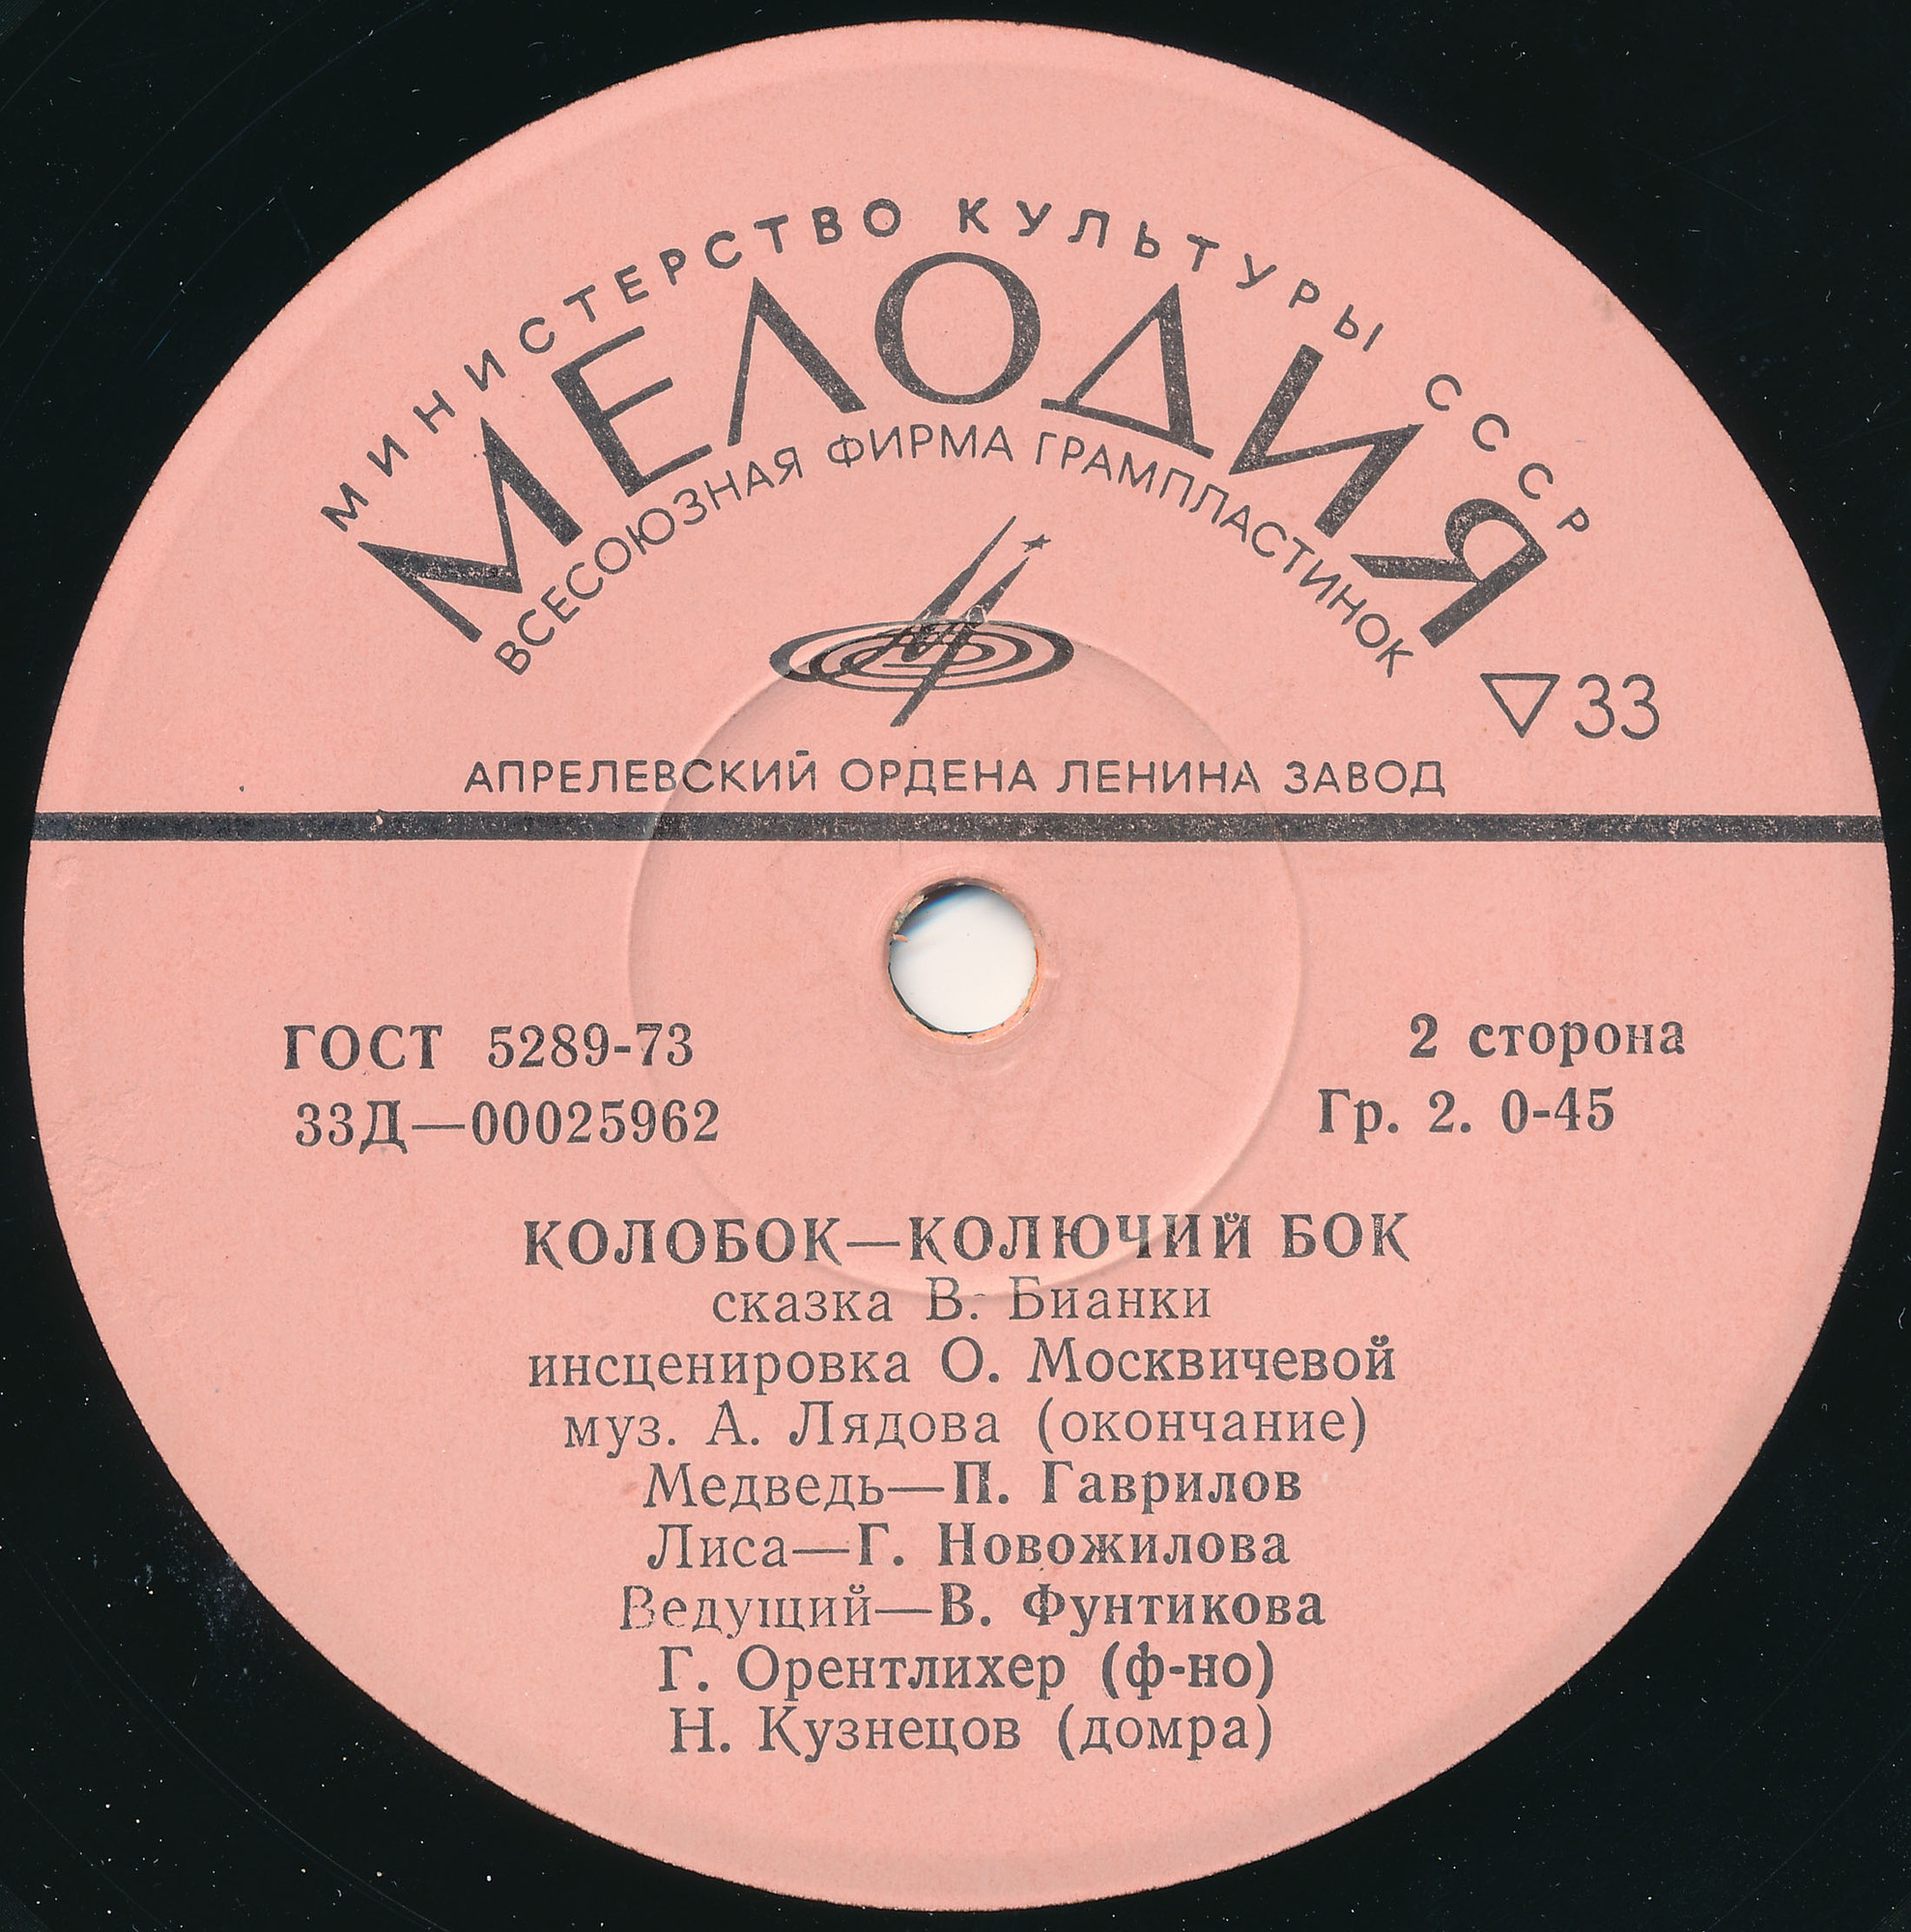 МИНИСТЕРСТВО КУЛЬТУРЫ СССР
МЕЛОДИЯ
ВСЕСОЮЗНАЯ ФИРМА ГРАМПЛАСТИНОК
▽33
АПРЕЛЕВСКИЙ ОРДЕНА ЛЕНИНА ЗАВОД
ГОСТ 5289-73
2 сторона
33Д—00025962
Гр. 2. 0-45
КОЛОБОК—КОЛЮЧИЙ БОК
сказка В. Бианки
инсценировка О. Москвичевой
муз. А. Лядова (окончание)
Медведь—П. Гаврилов
Лиса—Г. Новожилова
Ведущий—В. Фунтикова
Г. Орентлихер (ф-но)
Н. Кузнецов (домра)